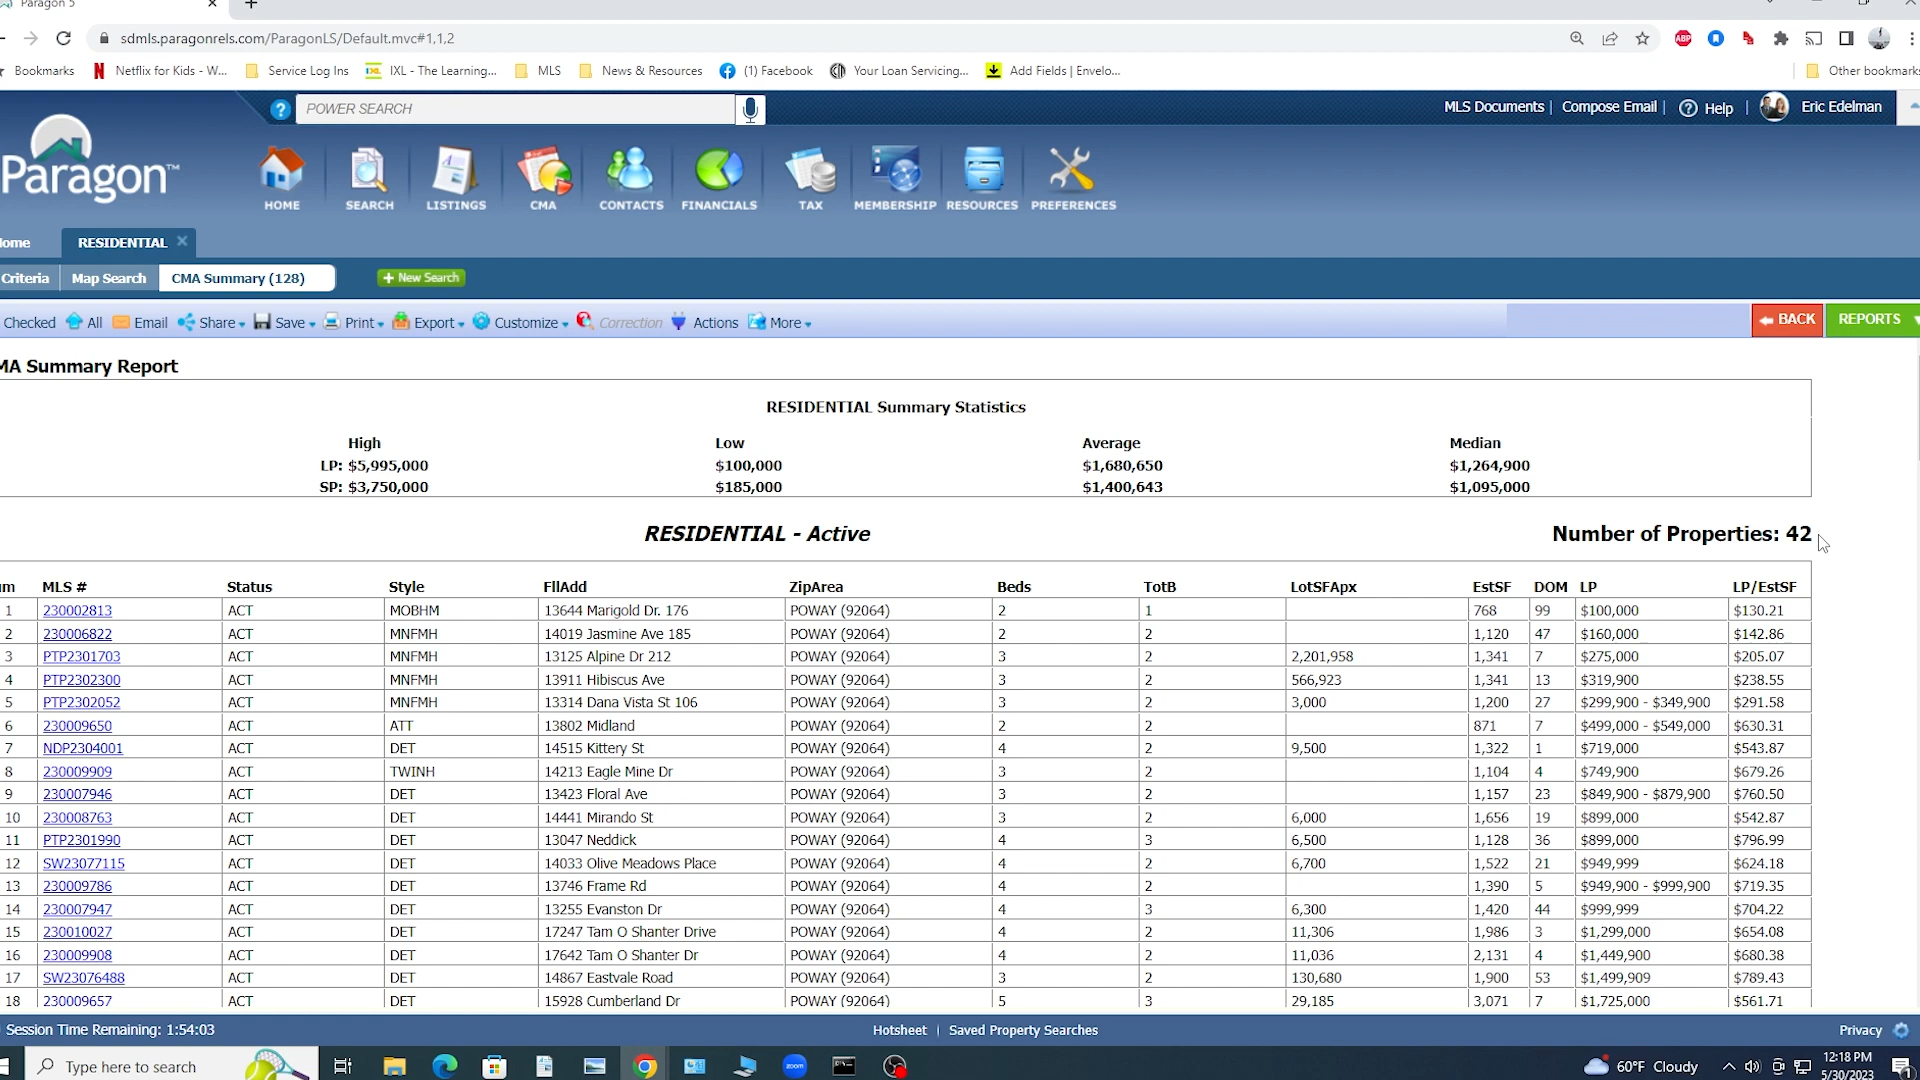 Paragon 5
sdmls.paragonrels.com/ParagonLS/Default.mvc#1,1,2
Bookmarks Netflix for Kids - W... Service Log Ins IXL - The Learning... MLS News & Resources (1) Facebook Your Loan Servicing... Add Fields | Envelo... Other bookmarks
POWER SEARCH MLS Documents | Compose Email | Help | Eric Edelman
Paragon™
HOME SEARCH LISTINGS CMA CONTACTS FINANCIALS TAX MEMBERSHIP RESOURCES PREFERENCES
ome RESIDENTIAL
Criteria Map Search CMA Summary (128) + New Search
Checked All Email Share Save Print Export Customize Correction Actions More BACK REPORTS
MA Summary Report
RESIDENTIAL Summary Statistics
High Low Average Median
LP: $5,995,000 $100,000 $1,680,650 $1,264,900
SP: $3,750,000 $185,000 $1,400,643 $1,095,000
RESIDENTIAL - Active Number of Properties: 42
um MLS # Status Style FllAdd ZipArea Beds TotB LotSFApx EstSF DOM LP LP/EstSF
1 230002813 ACT MOBHM 13644 Marigold Dr. 176 POWAY (92064) 2 1 768 99 $100,000 $130.21
2 230006822 ACT MNFMH 14019 Jasmine Ave 185 POWAY (92064) 2 2 1,120 47 $160,000 $142.86
3 PTP2301703 ACT MNFMH 13125 Alpine Dr 212 POWAY (92064) 3 2 2,201,958 1,341 7 $275,000 $205.07
4 PTP2302300 ACT MNFMH 13911 Hibiscus Ave POWAY (92064) 3 2 566,923 1,341 13 $319,900 $238.55
5 PTP2302052 ACT MNFMH 13314 Dana Vista St 106 POWAY (92064) 3 2 3,000 1,200 27 $299,900 - $349,900 $291.58
6 230009650 ACT ATT 13802 Midland POWAY (92064) 2 2 871 7 $499,000 - $549,000 $630.31
7 NDP2304001 ACT DET 14515 Kittery St POWAY (92064) 4 2 9,500 1,322 1 $719,000 $543.87
8 230009909 ACT TWINH 14213 Eagle Mine Dr POWAY (92064) 3 2 1,104 4 $749,900 $679.26
9 230007946 ACT DET 13423 Floral Ave POWAY (92064) 3 2 1,157 23 $849,900 - $879,900 $760.50
10 230008763 ACT DET 14441 Mirando St POWAY (92064) 3 2 6,000 1,656 19 $899,000 $542.87
11 PTP2301990 ACT DET 13047 Neddick POWAY (92064) 4 3 6,500 1,128 36 $899,000 $796.99
12 SW23077115 ACT DET 14033 Olive Meadows Place POWAY (92064) 4 2 6,700 1,522 21 $949,999 $624.18
13 230009786 ACT DET 13746 Frame Rd POWAY (92064) 4 2 1,390 5 $949,900 - $999,900 $719.35
14 230007947 ACT DET 13255 Evanston Dr POWAY (92064) 4 3 6,300 1,420 44 $999,999 $704.22
15 230010027 ACT DET 17247 Tam O Shanter Drive POWAY (92064) 4 2 11,306 1,986 3 $1,299,000 $654.08
16 230009908 ACT DET 17642 Tam O Shanter Dr POWAY (92064) 4 2 11,036 2,131 4 $1,449,900 $680.38
17 SW23076488 ACT DET 14867 Eastvale Road POWAY (92064) 3 2 130,680 1,900 53 $1,499,909 $789.43
18 230009657 ACT DET 15928 Cumberland Dr POWAY (92064) 5 3 29,185 3,071 7 $1,725,000 $561.71
Session Time Remaining: 1:54:03 Hotsheet | Saved Property Searches Privacy
Type here to search zoom 60°F Cloudy 12:18 PM
5/30/2023 1